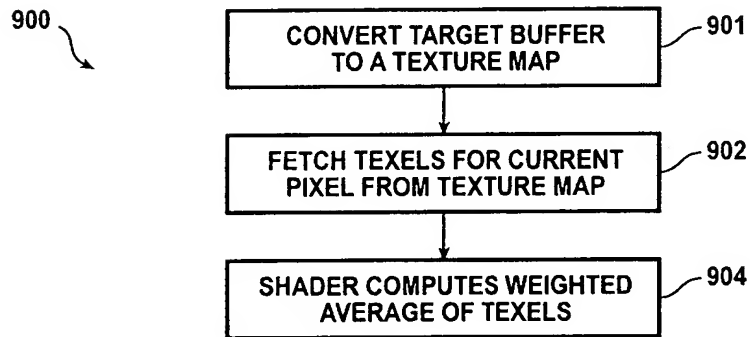 900
CONVERT TARGET BUFFER
TO A TEXTURE MAP
901
FETCH TEXELS FOR CURRENT
PIXEL FROM TEXTURE MAP
902
SHADER COMPUTES WEIGHTED
AVERAGE OF TEXELS
904